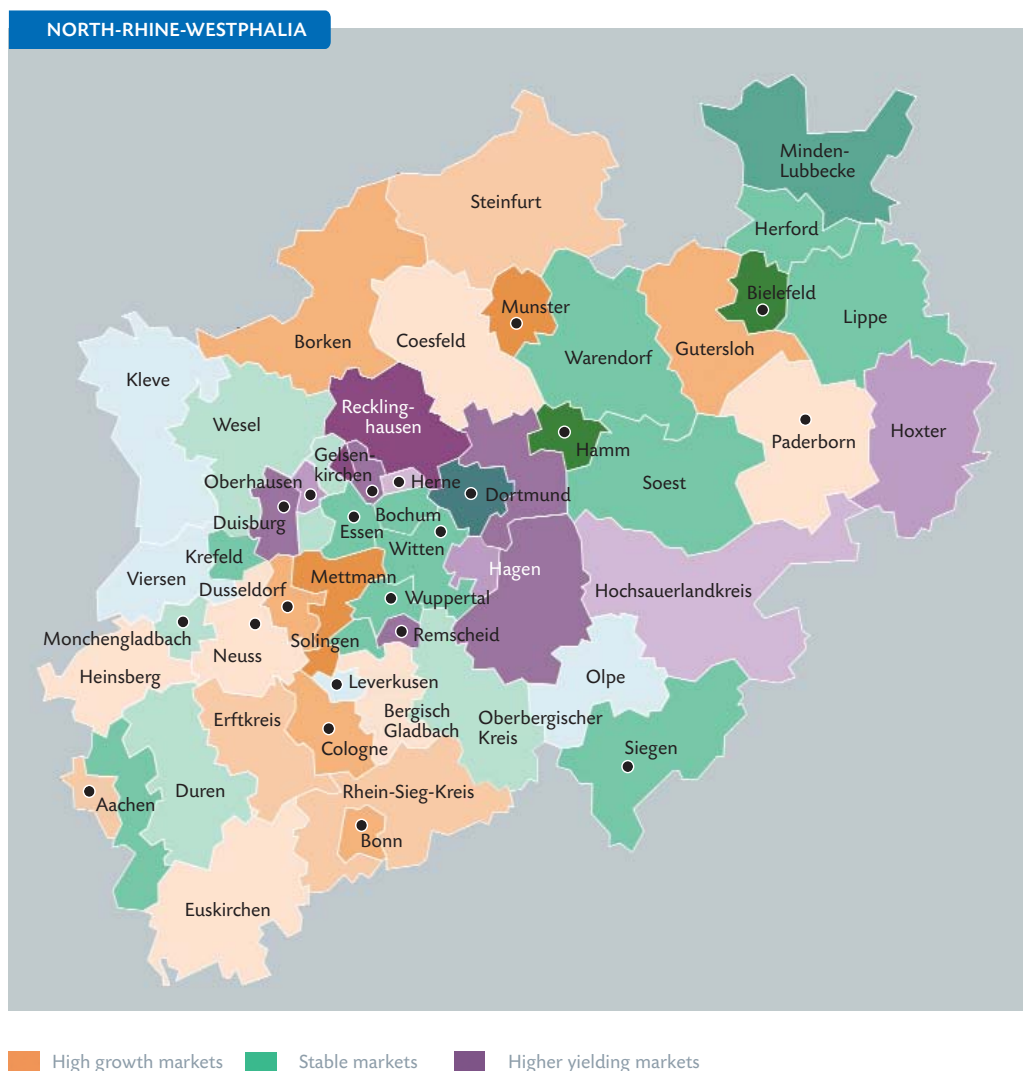 NORTH-RHINE-WESTPHALIA
Minden-
Lubbecke
Steinfurt
Herford
Bielefeld
Munster
Lippe
Borken
Coesfeld
Warendorf
Gutersloh
Kleve
Reckling-
hausen
Wesel
Paderborn
Hoxter
Hamm
Gelsen-
kirchen
Oberhausen
Herne
Soest
Dortmund
Duisburg
Bochum
Essen
Witten
Krefeld
Hagen
Viersen
Mettmann
Dusseldorf
Hochsauerlandkreis
Wuppertal
Monchengladbach
Solingen
Remscheid
Neuss
Heinsberg
Olpe
Leverkusen
Bergisch
Gladbach
Oberbergischer
Kreis
Erftkreis
Cologne
Siegen
Aachen
Duren
Rhein-Sieg-Kreis
Bonn
Euskirchen
High growth markets
Stable markets
Higher yielding markets